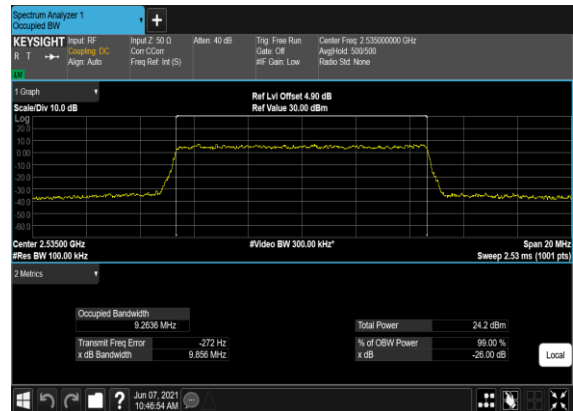 Spectrum Analyzer 1
Occupied BW
+
KEYSIGHT
R T
LVI
Input: RF
Coupling: DC
Align: Auto
Input Z: 50 Ω
Corr CCorr
Freq Ref: Int (S)
Atten: 40 dB
Trig: Free Run
Gate: Off
#IF Gain: Low
Center Freq: 2.535000000 GHz
Avg|Hold: 500/500
Radio Std: None
1 Graph
Scale/Div 10.0 dB
Ref Lvl Offset 4.90 dB
Ref Value 30.00 dBm
Log
20.0
10.0
0.00
-10.0
-20.0
-30.0
-40.0
-50.0
-60.0
Center 2.53500 GHz
#Res BW 100.00 kHz
#Video BW 300.00 kHz*
Span 20 MHz
Sweep 2.53 ms (1001 pts)
2 Metrics
Occupied Bandwidth
9.2636 MHz
Transmit Freq Error -272 Hz
x dB Bandwidth 9.856 MHz
Total Power 24.2 dBm
% of OBW Power 99.00 %
x dB -26.00 dB
Local
?
Jun 07, 2021
10:46:54 AM